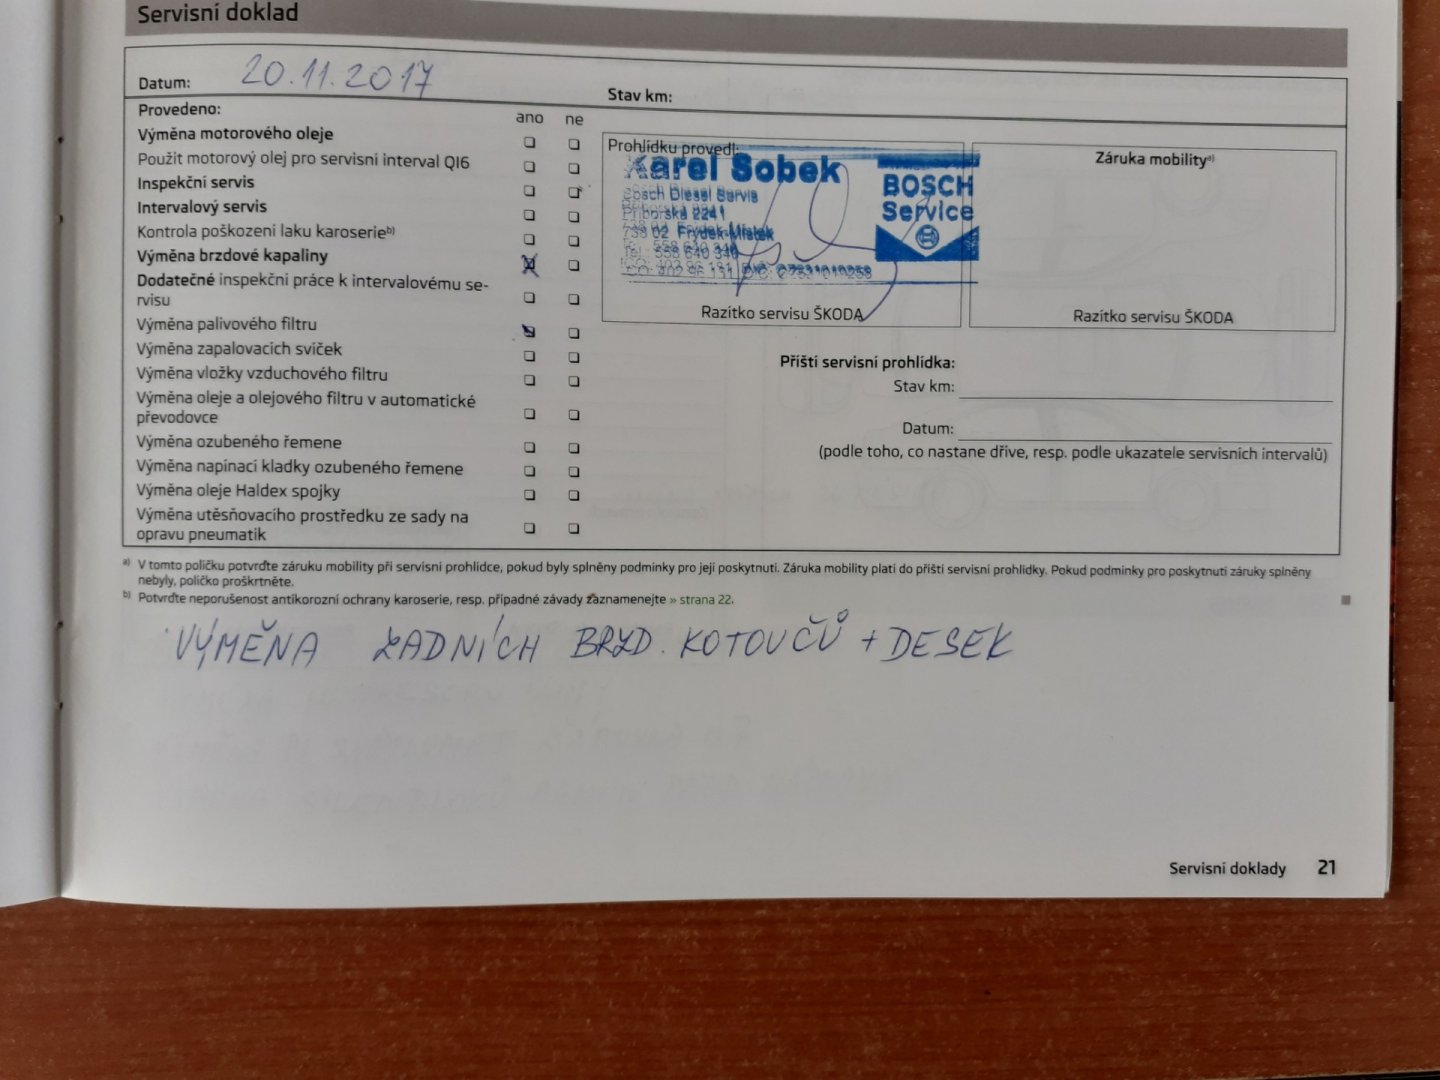 Servisní doklad
Datum: 20.11.2017
Stav km:
Provedeno:
ano ne
Výměna motorového oleje
Použit motorový olej pro servisní interval QI6
Inspekční servis
Intervalový servis
Kontrola poškození laku karoserieb)
Výměna brzdové kapaliny
Dodatečné inspekční práce k intervalovému se-
rvisu
Výměna palivového filtru
Výměna zapalovacích svíček
Výměna vložky vzduchového filtru
Výměna oleje a olejového filtru v automatické
převodovce
Výměna ozubeného řemene
Výměna napínací kladky ozubeného řemene
Výměna oleje Haldex spojky
Výměna utěsňovacího prostředku ze sady na
opravu pneumatik
Prohlídku provedl:
Karel Sobek
Bosch Diesel Servis
Příborská 2241
738 02 Frýdek-Místek
Tel.: 558 640 340
BOSCH
Service
Razítko servisu ŠKODA
Záruka mobilitya)
Razítko servisu ŠKODA
Příští servisní prohlídka:
Stav km:
Datum:
(podle toho, co nastane dříve, resp. podle ukazatele servisních intervalů)
a) V tomto políčku potvrďte záruku mobility při servisní prohlídce, pokud byly splněny podmínky pro její poskytnutí. Záruka mobility platí do příští servisní prohlídky. Pokud podmínky pro poskytnutí záruky splněny
nebyly, políčko proškrtněte.
b) Potvrďte neporušenost antikorozní ochrany karoserie, resp. případné závady zaznamenejte » strana 22.
VÝMĚNA ZADNÍCH BRZD. KOTOUČŮ + DESEK
Servisní doklady 21